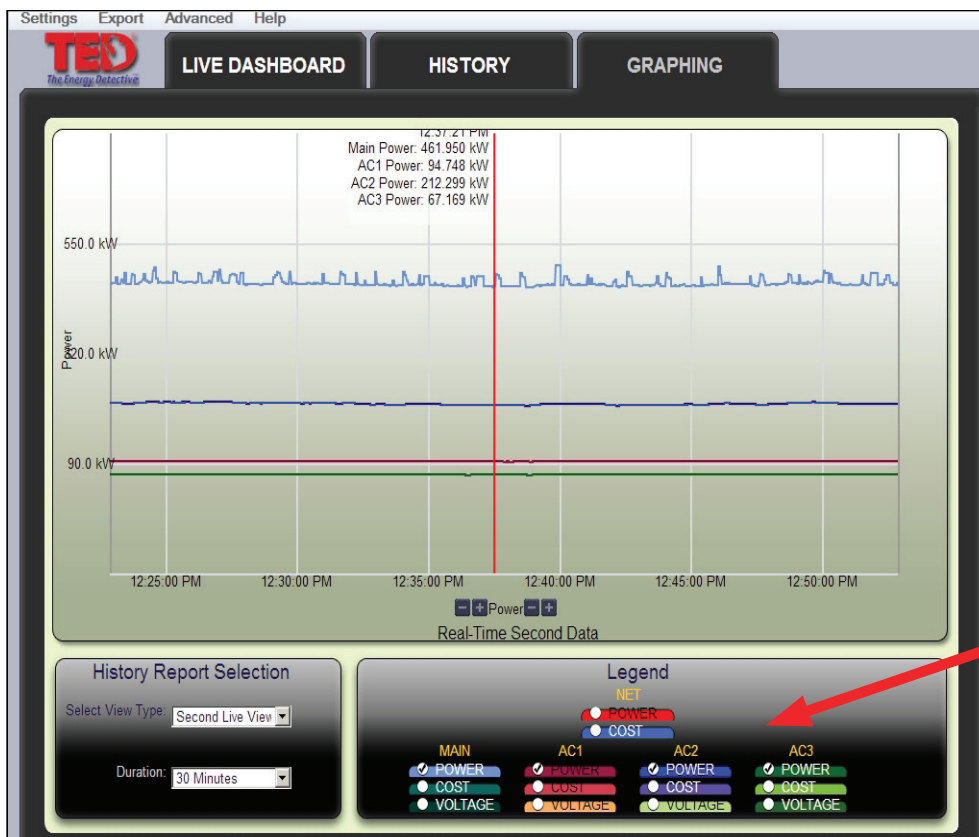 Settings Export Advanced Help
TED
The Energy Detective
LIVE DASHBOARD
HISTORY
GRAPHING
12:37:21 PM
Main Power: 461.950 kW
AC1 Power: 94.748 kW
AC2 Power: 212.299 kW
AC3 Power: 67.169 kW
550.0 kW
Power
320.0 kW
90.0 kW
12:25:00 PM 12:30:00 PM 12:35:00 PM 12:40:00 PM 12:45:00 PM 12:50:00 PM
- + Power - +
Real-Time Second Data
History Report Selection
Select View Type: Second Live View
Duration: 30 Minutes
Legend
NET
POWER
COST
MAIN AC1 AC2 AC3
POWER POWER POWER POWER
COST COST COST COST
VOLTAGE VOLTAGE VOLTAGE VOLTAGE